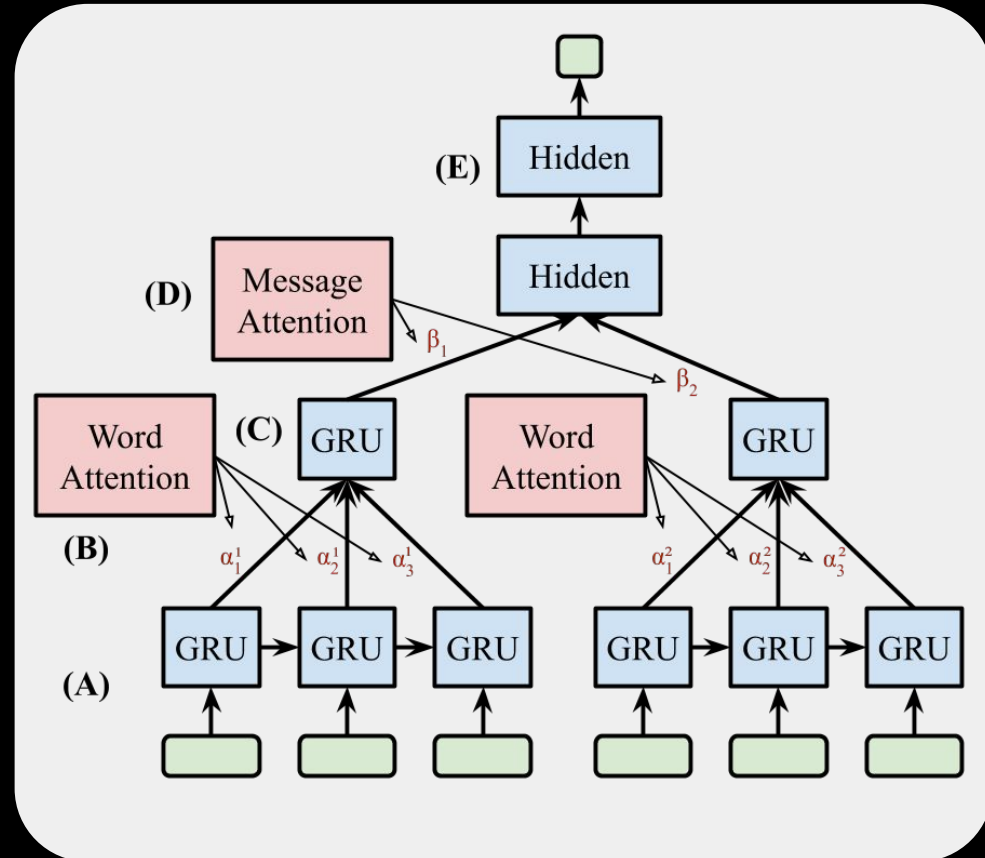 Hidden
(E)
Hidden
Message
Attention
(D)
β₁
β₂
Word
Attention
(C)
GRU
Word
Attention
GRU
(B)
α₁¹
α₂¹
α₃¹
α₁²
α₂²
α₃²
GRU
GRU
GRU
GRU
GRU
GRU
(A)